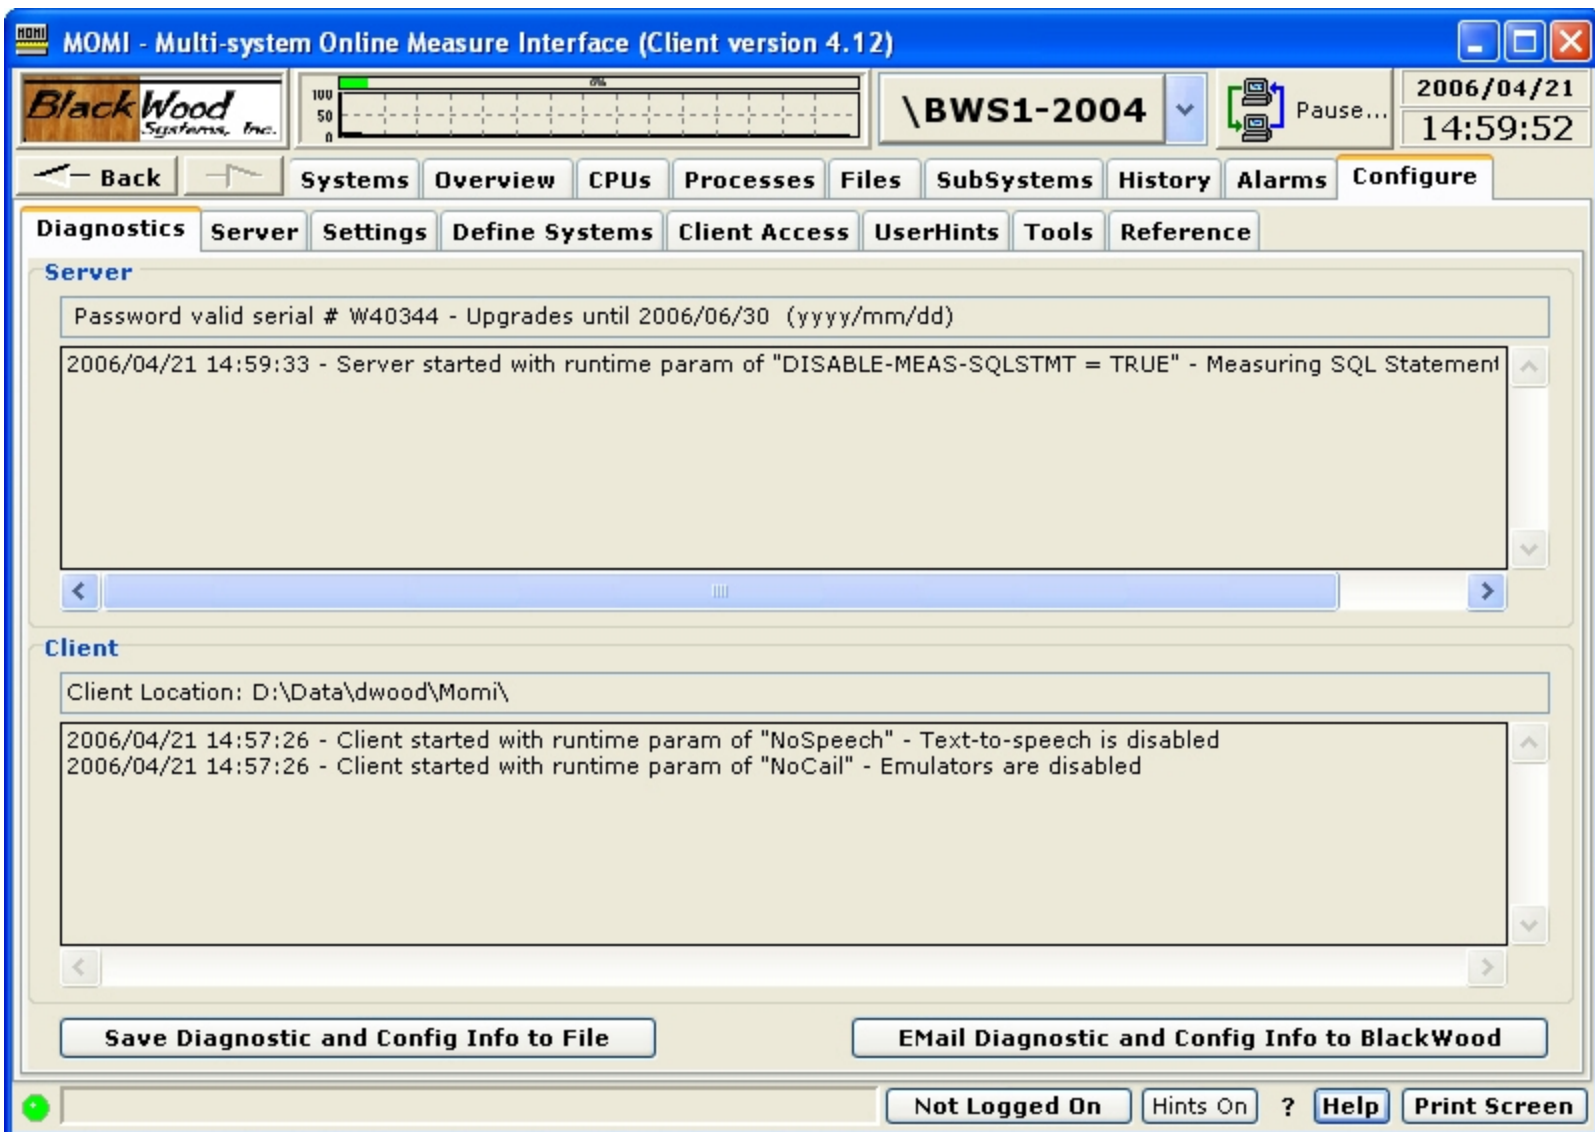 MOMI
MOMI - Multi-system Online Measure Interface (Client version 4.12)
BlackWood
Systems, Inc.
0%
100
50
0
\BWS1-2004
Pause...
2006/04/21
14:59:52
Back
Systems Overview CPUs Processes Files SubSystems History Alarms Configure
Diagnostics Server Settings Define Systems Client Access UserHints Tools Reference
Server
Password valid serial # W40344 - Upgrades until 2006/06/30 (yyyy/mm/dd)
2006/04/21 14:59:33 - Server started with runtime param of "DISABLE-MEAS-SQLSTMT = TRUE" - Measuring SQL Statement
Client
Client Location: D:\Data\dwood\Momi\
2006/04/21 14:57:26 - Client started with runtime param of "NoSpeech" - Text-to-speech is disabled
2006/04/21 14:57:26 - Client started with runtime param of "NoCail" - Emulators are disabled
Save Diagnostic and Config Info to File
EMail Diagnostic and Config Info to BlackWood
Not Logged On Hints On ? Help Print Screen